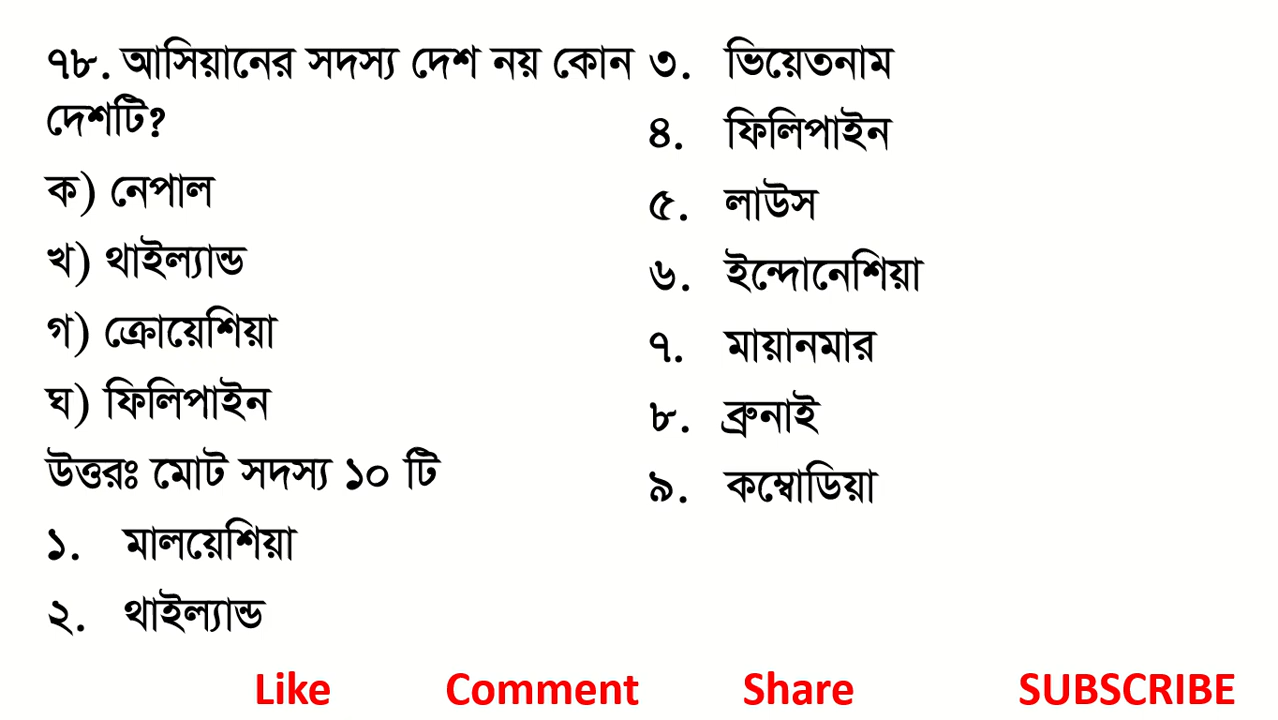 ৭৮. আসিয়ানের সদস্য দেশ নয় কোন
দেশটি?
ক) নেপাল
খ) থাইল্যান্ড
গ) ক্রোয়েশিয়া
ঘ) ফিলিপাইন
উত্তরঃ মোট সদস্য ১০ টি
১. মালয়েশিয়া
২. থাইল্যান্ড
৩. ভিয়েতনাম
৪. ফিলিপাইন
৫. লাউস
৬. ইন্দোনেশিয়া
৭. মায়ানমার
৮. ব্রুনাই
৯. কম্বোডিয়া
Like Comment Share SUBSCRIBE